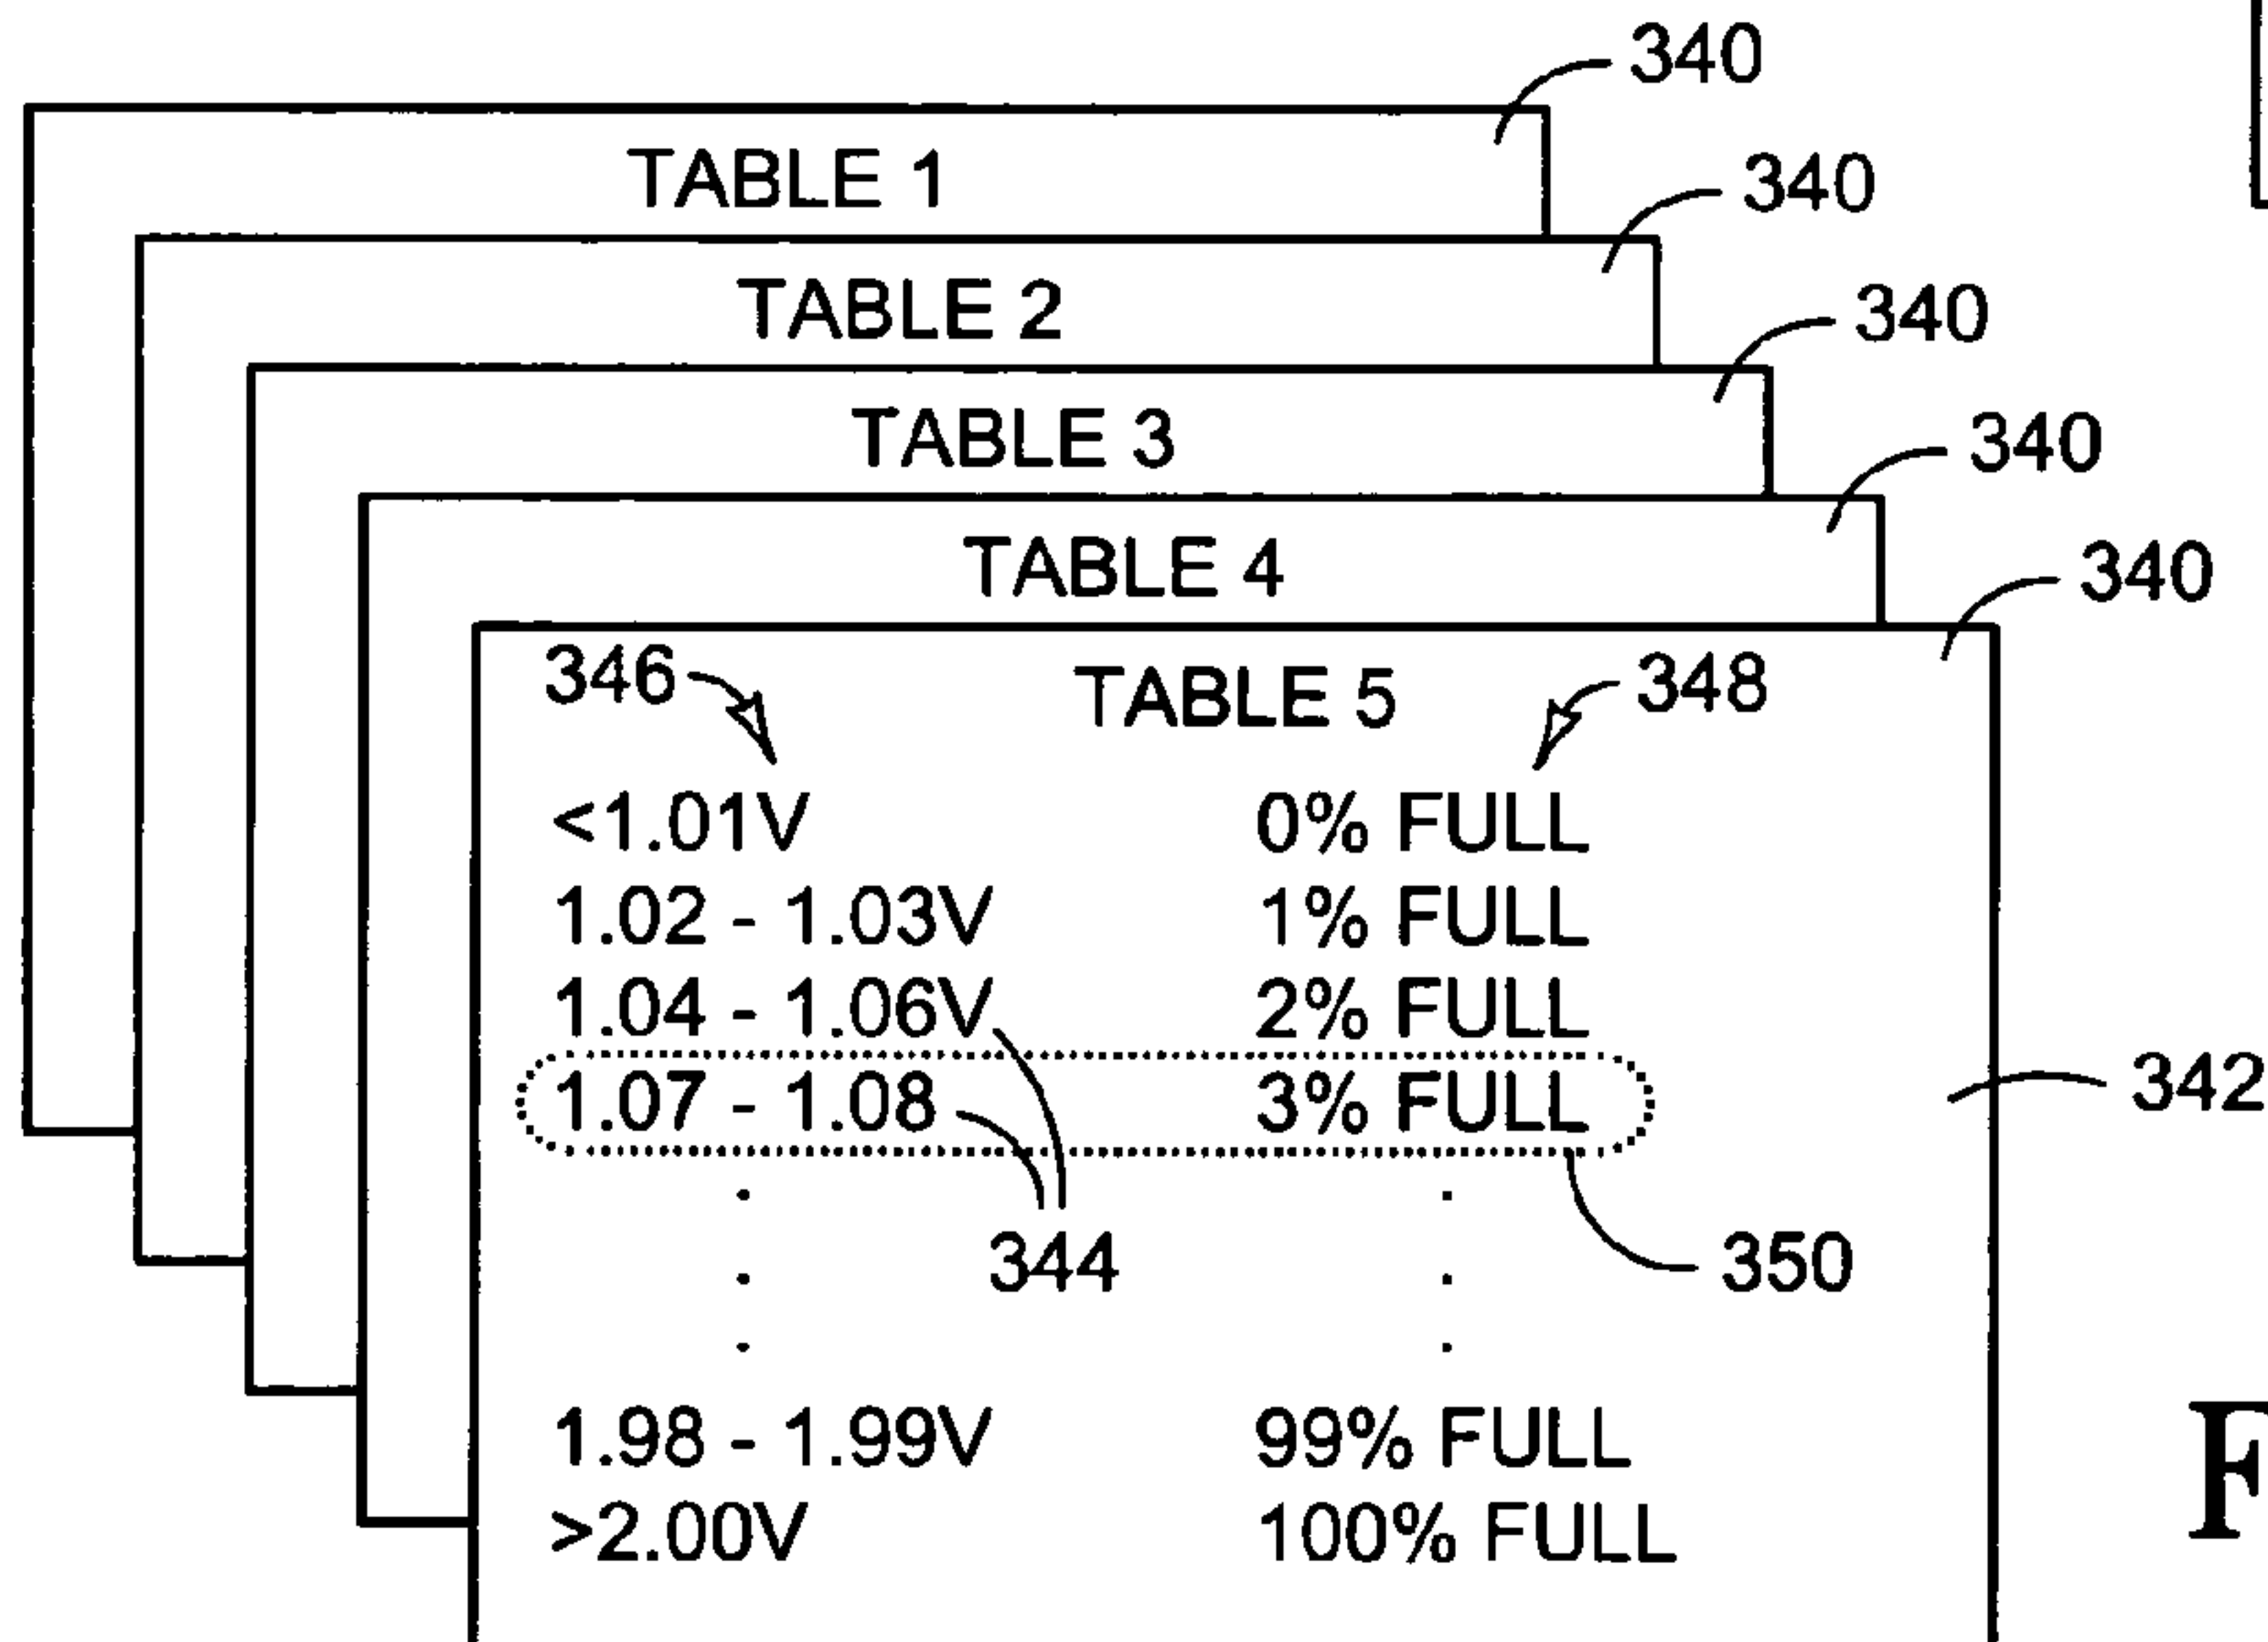 340
TABLE 1
340
TABLE 2
340
TABLE 3
340
TABLE 4
340
346 TABLE 5 348
<1.01V 0% FULL
1.02 - 1.03V 1% FULL
1.04 - 1.06V 2% FULL
1.07 - 1.08 3% FULL
342
344 350
1.98 - 1.99V 99% FULL
>2.00V 100% FULL
F